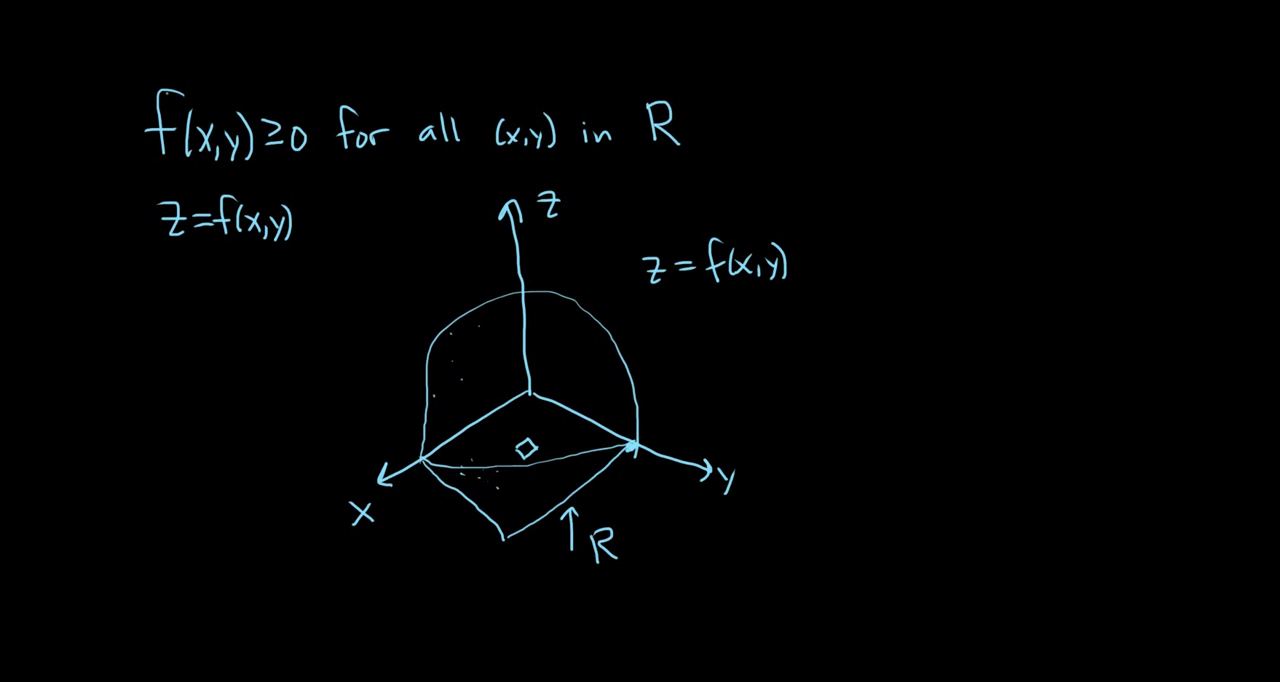 f(x,y)≥0 for all (x,y) in R
z=f(x,y)
z
z=f(x,y)
x
y
R